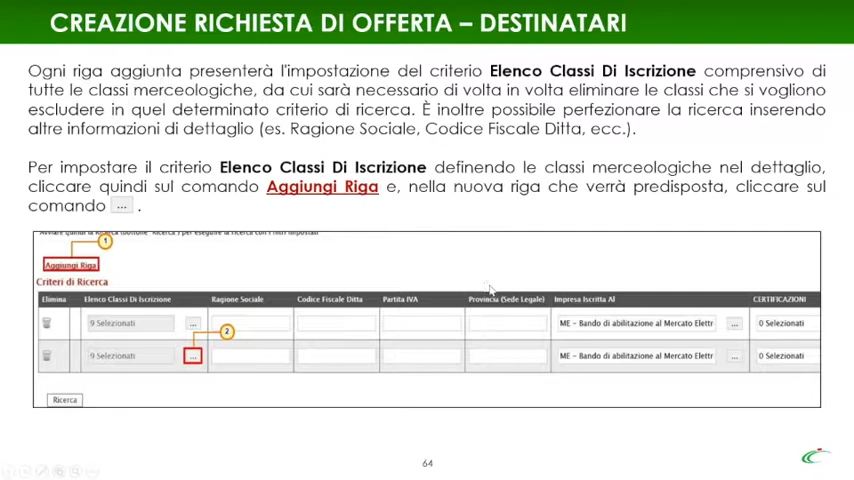 CREAZIONE RICHIESTA DI OFFERTA – DESTINATARI
Ogni riga aggiunta presenterà l'impostazione del criterio Elenco Classi Di Iscrizione comprensivo di
tutte le classi merceologiche, da cui sarà necessario di volta in volta eliminare le classi che si vogliono
escludere in quel determinato criterio di ricerca. È inoltre possibile perfezionare la ricerca inserendo
altre informazioni di dettaglio (es. Ragione Sociale, Codice Fiscale Ditta, ecc.).
Per impostare il criterio Elenco Classi Di Iscrizione definendo le classi merceologiche nel dettaglio,
cliccare quindi sul comando Aggiungi Riga e, nella nuova riga che verrà predisposta, cliccare sul
comando ... .
1
Aggiungi Riga
Criteri di Ricerca
Elimina Elenco Classi Di Iscrizione Ragione Sociale Codice Fiscale Ditta Partita IVA Provincia (Sede Legale) Impresa Iscritta Al CERTIFICAZIONI
9 Selezionati ... ME - Bando di abilitazione al Mercato Elettr ... 0 Selezionati
2
9 Selezionati ... ME - Bando di abilitazione al Mercato Elettr ... 0 Selezionati
Ricerca
64